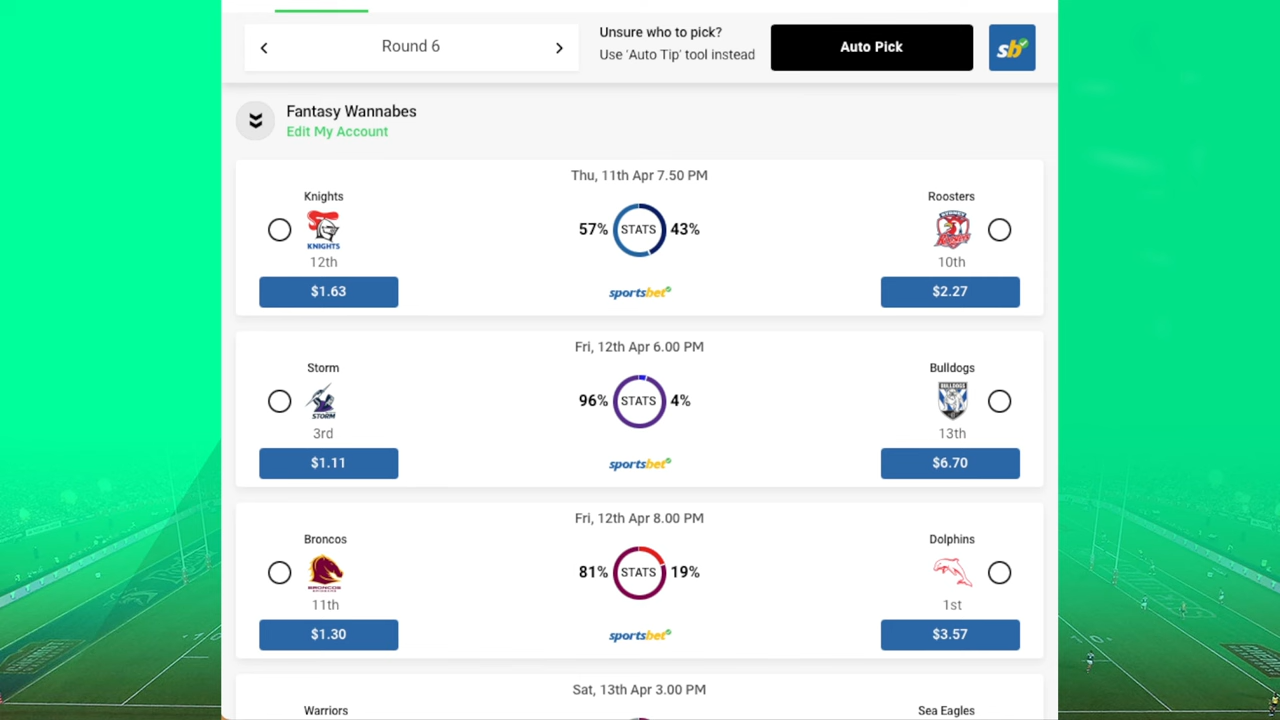 Round 6
Unsure who to pick?
Use 'Auto Tip' tool instead
Auto Pick
sb
Fantasy Wannabes
Edit My Account
Thu, 11th Apr 7.50 PM
Knights
Roosters
KNIGHTS
57% STATS 43%
12th
10th
$1.63
sportsbet
$2.27
Fri, 12th Apr 6.00 PM
Storm
Bulldogs
BULLDOGS
96% STATS 4%
STORM
3rd
13th
$1.11
sportsbet
$6.70
Fri, 12th Apr 8.00 PM
Broncos
Dolphins
81% STATS 19%
BRONCOS
11th
1st
$1.30
sportsbet
$3.57
Sat, 13th Apr 3.00 PM
Warriors
Sea Eagles